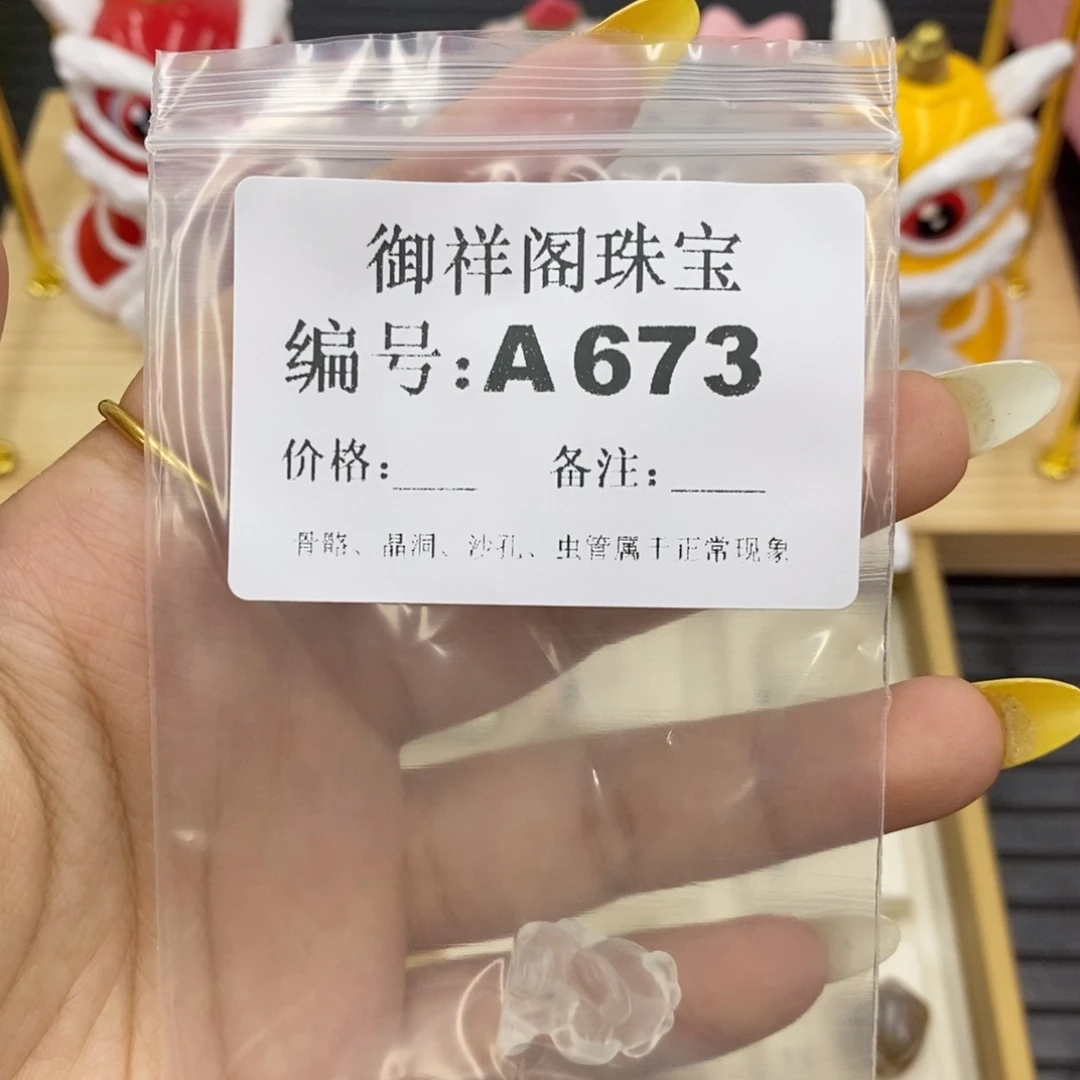 御祥阁珠宝
编号:A673
价格:____ 备注:____
骨骼、晶洞、沙孔、虫管属于正常现象